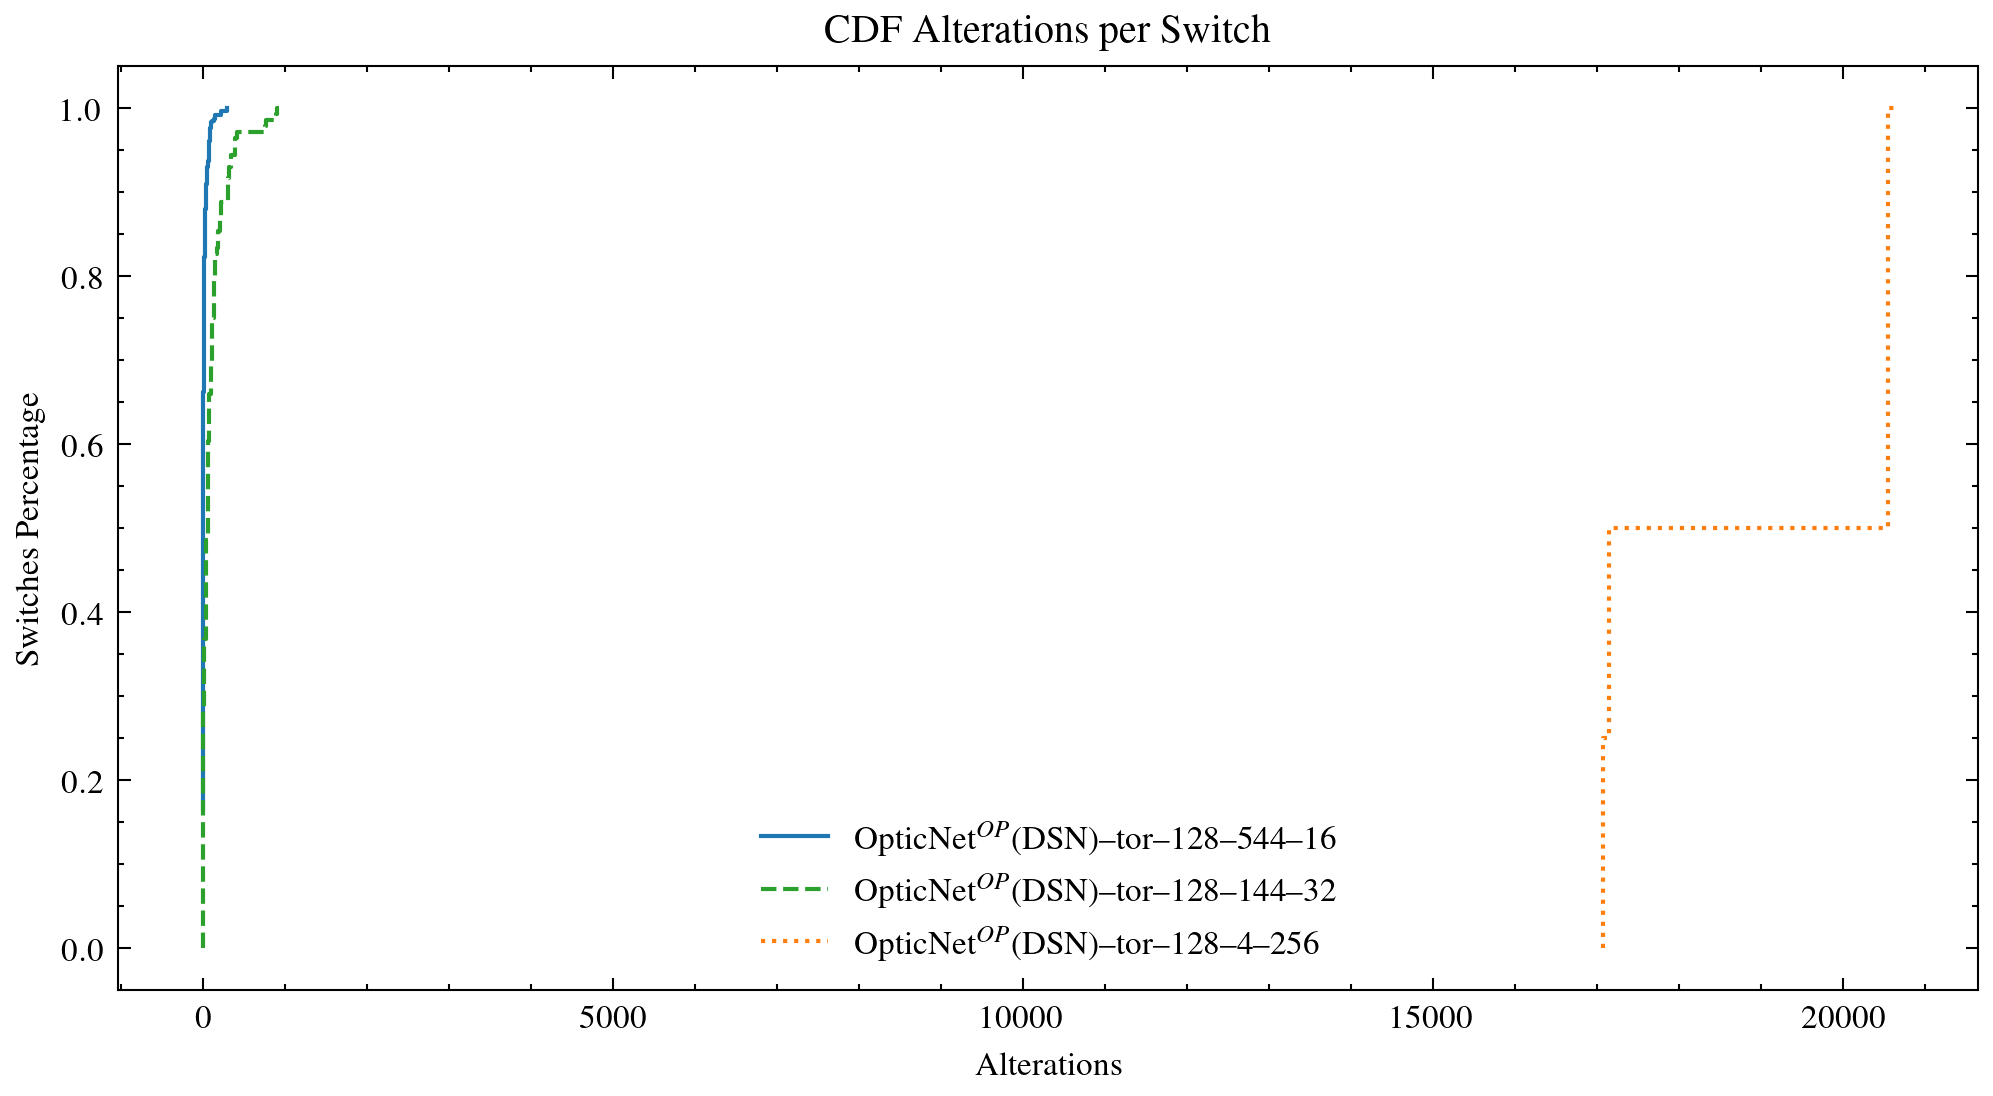 CDF Alterations per Switch
1.0
0.8
0.6
0.4
0.2
0.0
Switches Percentage
OpticNet^OP(DSN)–tor–128–544–16
OpticNet^OP(DSN)–tor–128–144–32
OpticNet^OP(DSN)–tor–128–4–256
0 5000 10000 15000 20000
Alterations